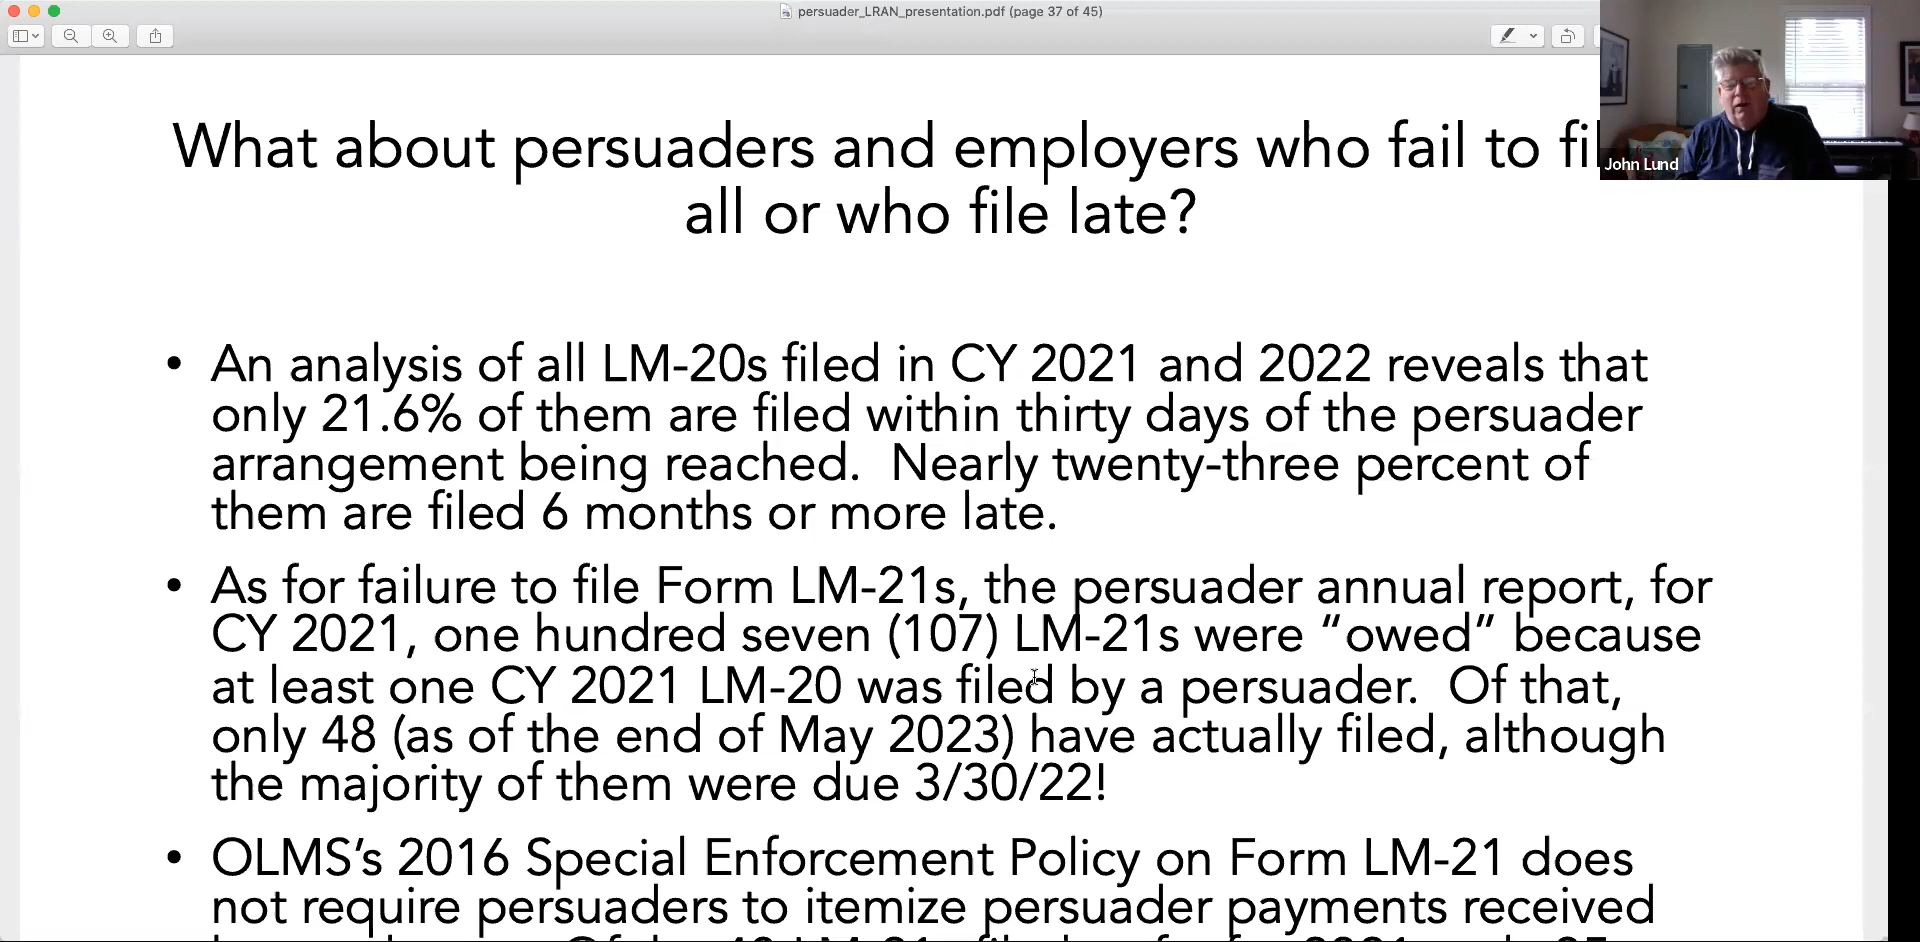 persuader_LRAN_presentation.pdf (page 37 of 45)
What about persuaders and employers who fail to
all or who file late?
John Lund
• An analysis of all LM-20s filed in CY 2021 and 2022 reveals that
only 21.6% of them are filed within thirty days of the persuader
arrangement being reached.  Nearly twenty-three percent of
them are filed 6 months or more late.
• As for failure to file Form LM-21s, the persuader annual report, for
CY 2021, one hundred seven (107) LM-21s were “owed” because
at least one CY 2021 LM-20 was filed by a persuader.  Of that,
only 48 (as of the end of May 2023) have actually filed, although
the majority of them were due 3/30/22!
• OLMS’s 2016 Special Enforcement Policy on Form LM-21 does
not require persuaders to itemize persuader payments received